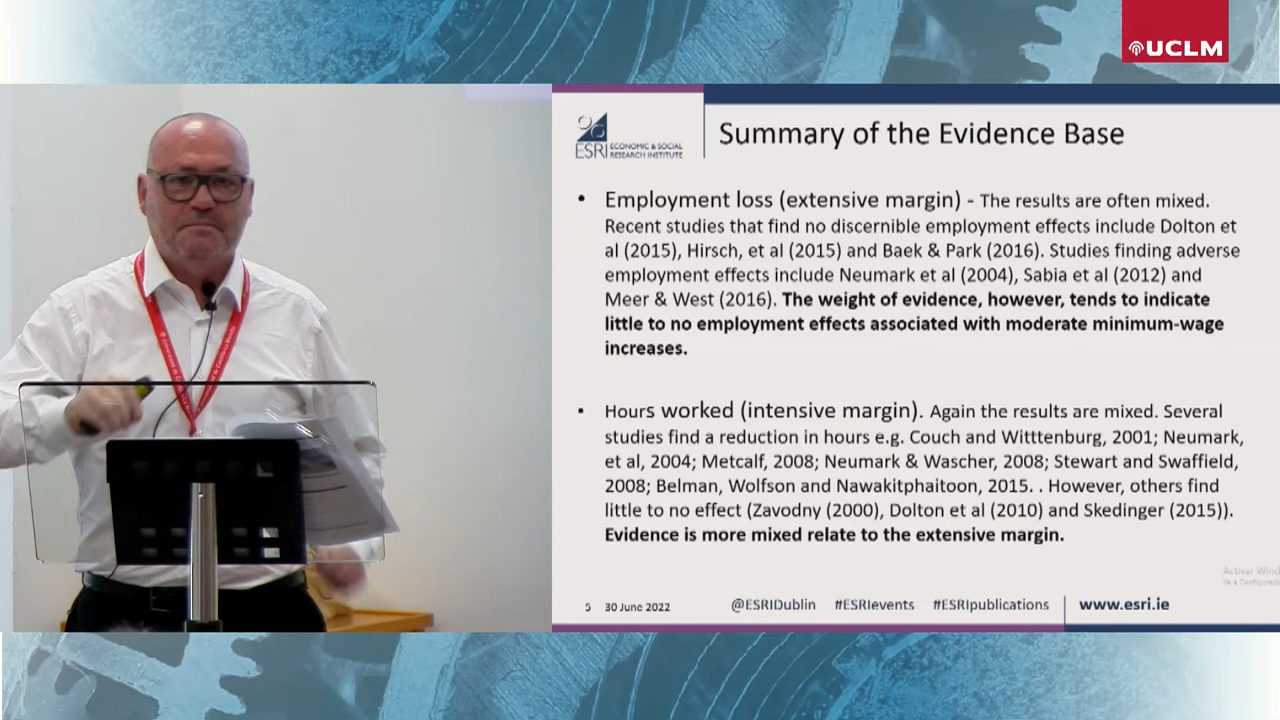 UCLM
ESRI ECONOMIC & SOCIAL
RESEARCH INSTITUTE
Summary of the Evidence Base
• Employment loss (extensive margin) - The results are often mixed.
Recent studies that find no discernible employment effects include Dolton et
al (2015), Hirsch, et al (2015) and Baek & Park (2016). Studies finding adverse
employment effects include Neumark et al (2004), Sabia et al (2012) and
Meer & West (2016). The weight of evidence, however, tends to indicate
little to no employment effects associated with moderate minimum-wage
increases.
• Hours worked (intensive margin). Again the results are mixed. Several
studies find a reduction in hours e.g. Couch and Witttenburg, 2001; Neumark,
et al, 2004; Metcalf, 2008; Neumark & Wascher, 2008; Stewart and Swaffield,
2008; Belman, Wolfson and Nawakitphaitoon, 2015. . However, others find
little to no effect (Zavodny (2000), Dolton et al (2010) and Skedinger (2015)).
Evidence is more mixed relate to the extensive margin.
Activar Wind
5 30 June 2022 @ESRIDublin #ESRIevents #ESRIpublications www.esri.ie